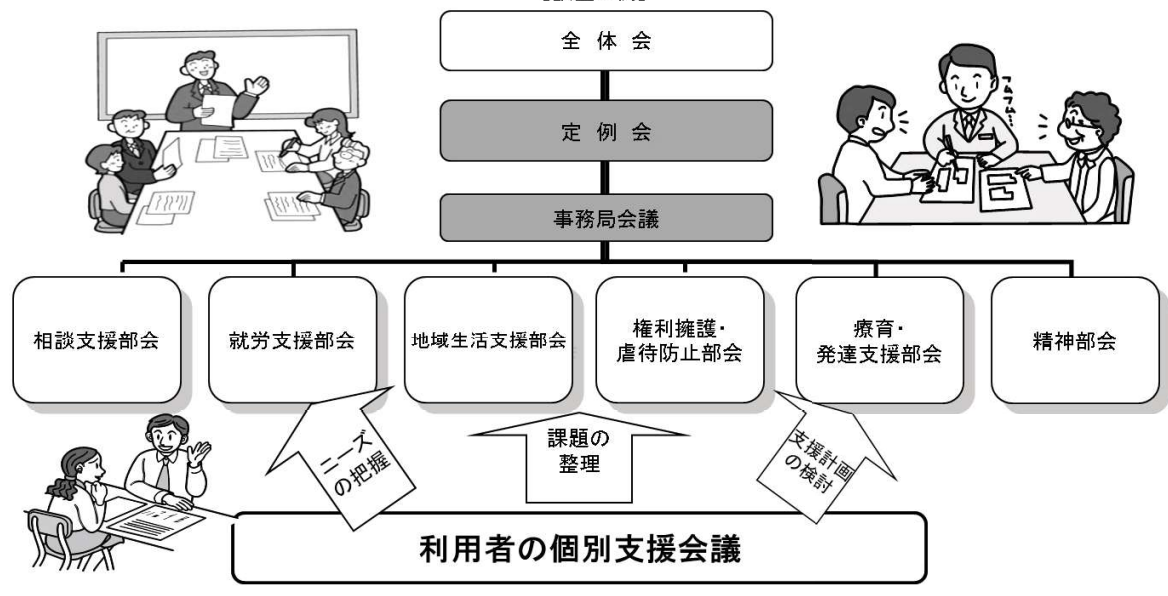 全 体 会
フムフム…
定 例 会
事務局会議
相談支援部会
就労支援部会
地域生活支援部会
権利擁護・
虐待防止部会
療育・
発達支援部会
精神部会
ニーズ
の把握
課題の
整理
支援計画
の検討
利用者の個別支援会議